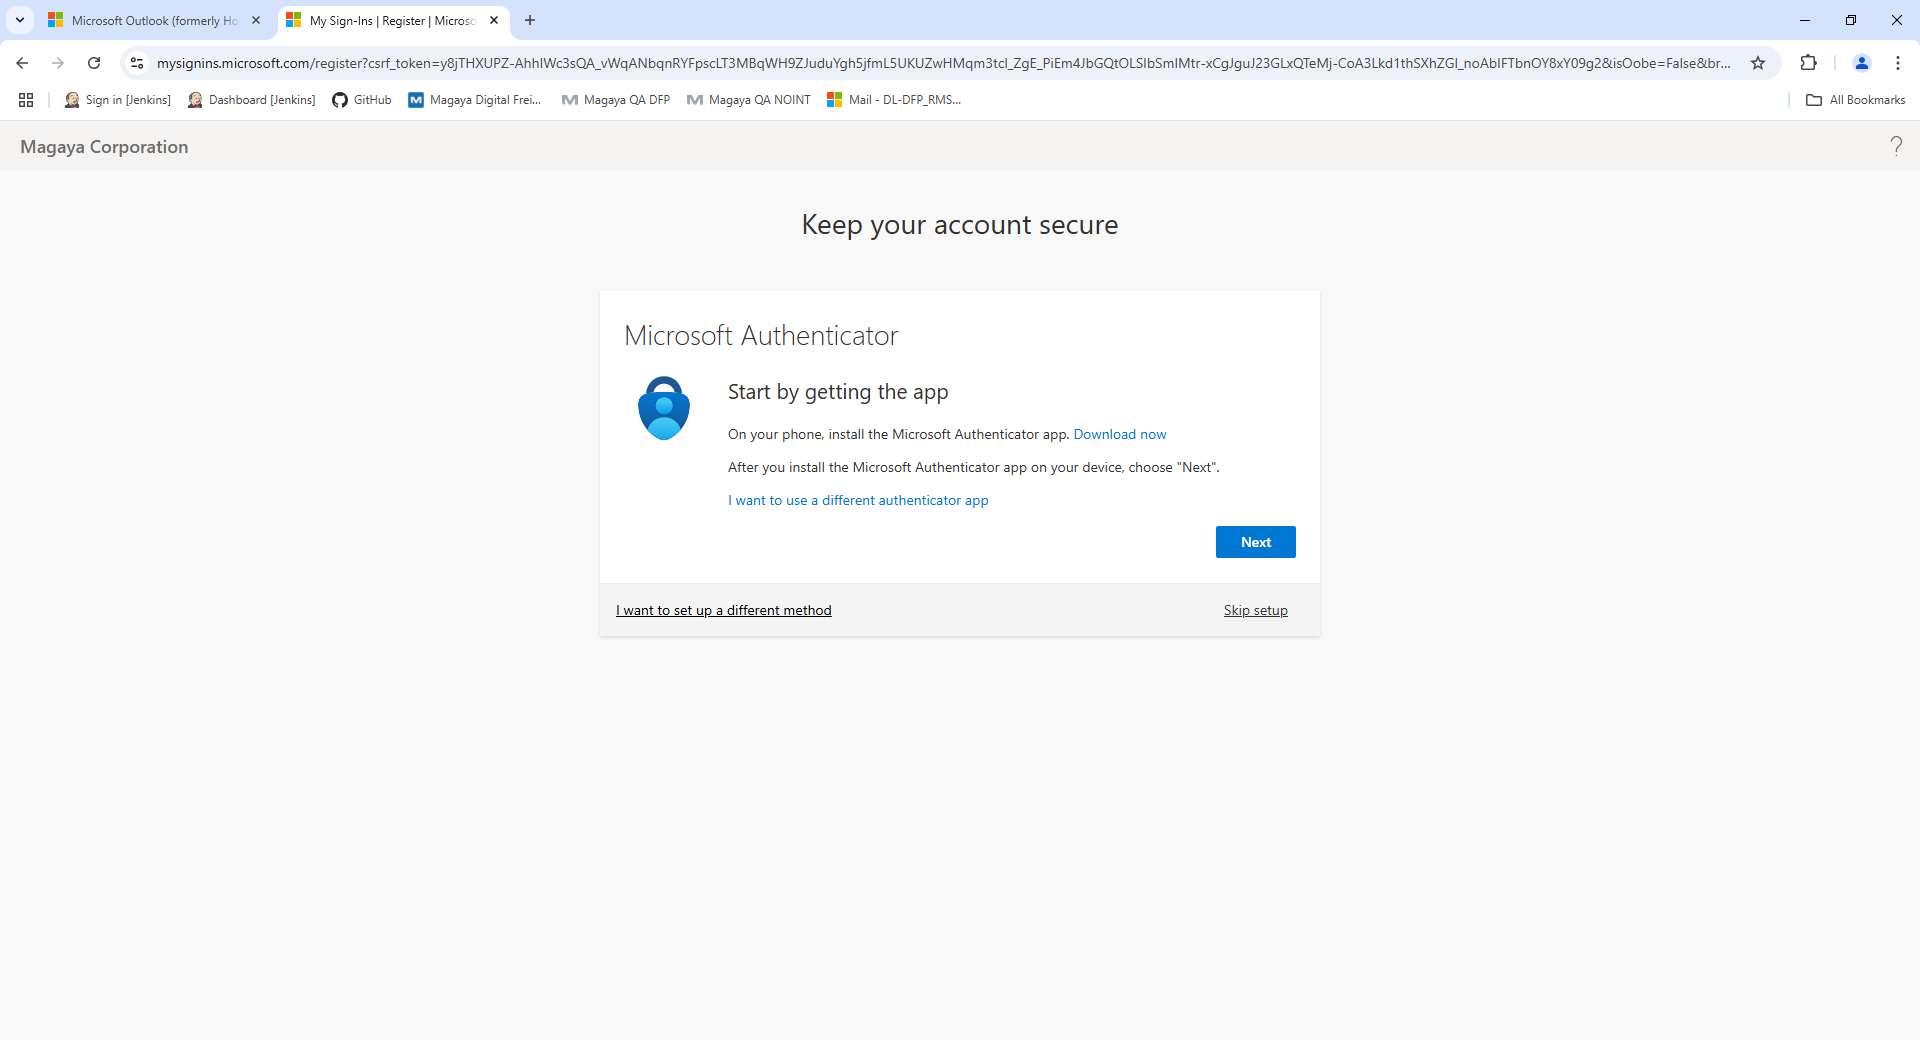 Microsoft Outlook (formerly Ho
My Sign-Ins | Register | Microso
mysignins.microsoft.com/register?csrf_token=y8jTHXUPZ-AhhIWc3sQA_vWqANbqnRYFpscLT3MBqWH9ZJuduYgh5jfmL5UKUZwHMqm3tcl_ZgE_PiEm4JbGQtOLSIbSmIMtr-xCgJguJ23GLxQTeMj-CoA3Lkd1thSXhZGl_noAbIFTbnOY8xY09g2&isOobe=False&br...
Sign in [Jenkins]
Dashboard [Jenkins]
GitHub
Magaya Digital Frei...
Magaya QA DFP
Magaya QA NOINT
Mail - DL-DFP_RMS...
All Bookmarks
Magaya Corporation
Keep your account secure
Microsoft Authenticator
Start by getting the app
On your phone, install the Microsoft Authenticator app. Download now
After you install the Microsoft Authenticator app on your device, choose "Next".
I want to use a different authenticator app
Next
I want to set up a different method
Skip setup